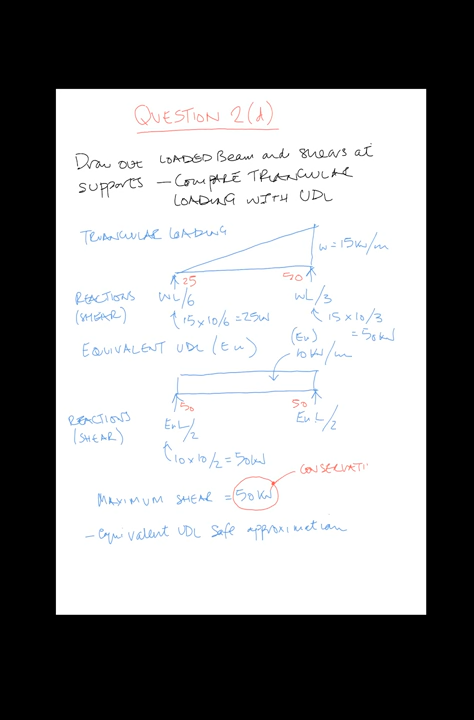 QUESTION 2(d)
Draw out LOADED Beam and shears at
supports - COMPARE TRIANGULAR
LOADING WITH UDL
TRIANGULAR LOADING
w = 15kN/m
25 50
REACTIONS WL/6 WL/3
(SHEAR) 15 x 10/6 = 25kN 15 x 10/3
= 50kN
EQUIVALENT UDL (Eu) (Eu)
10 kN/m
50 50
REACTIONS EuL/2 EuL/2
(SHEAR)
10 x 10/2 = 50kN
CONSERVATI
MAXIMUM SHEAR = 50kN
- Equivalent UDL Safe approximation